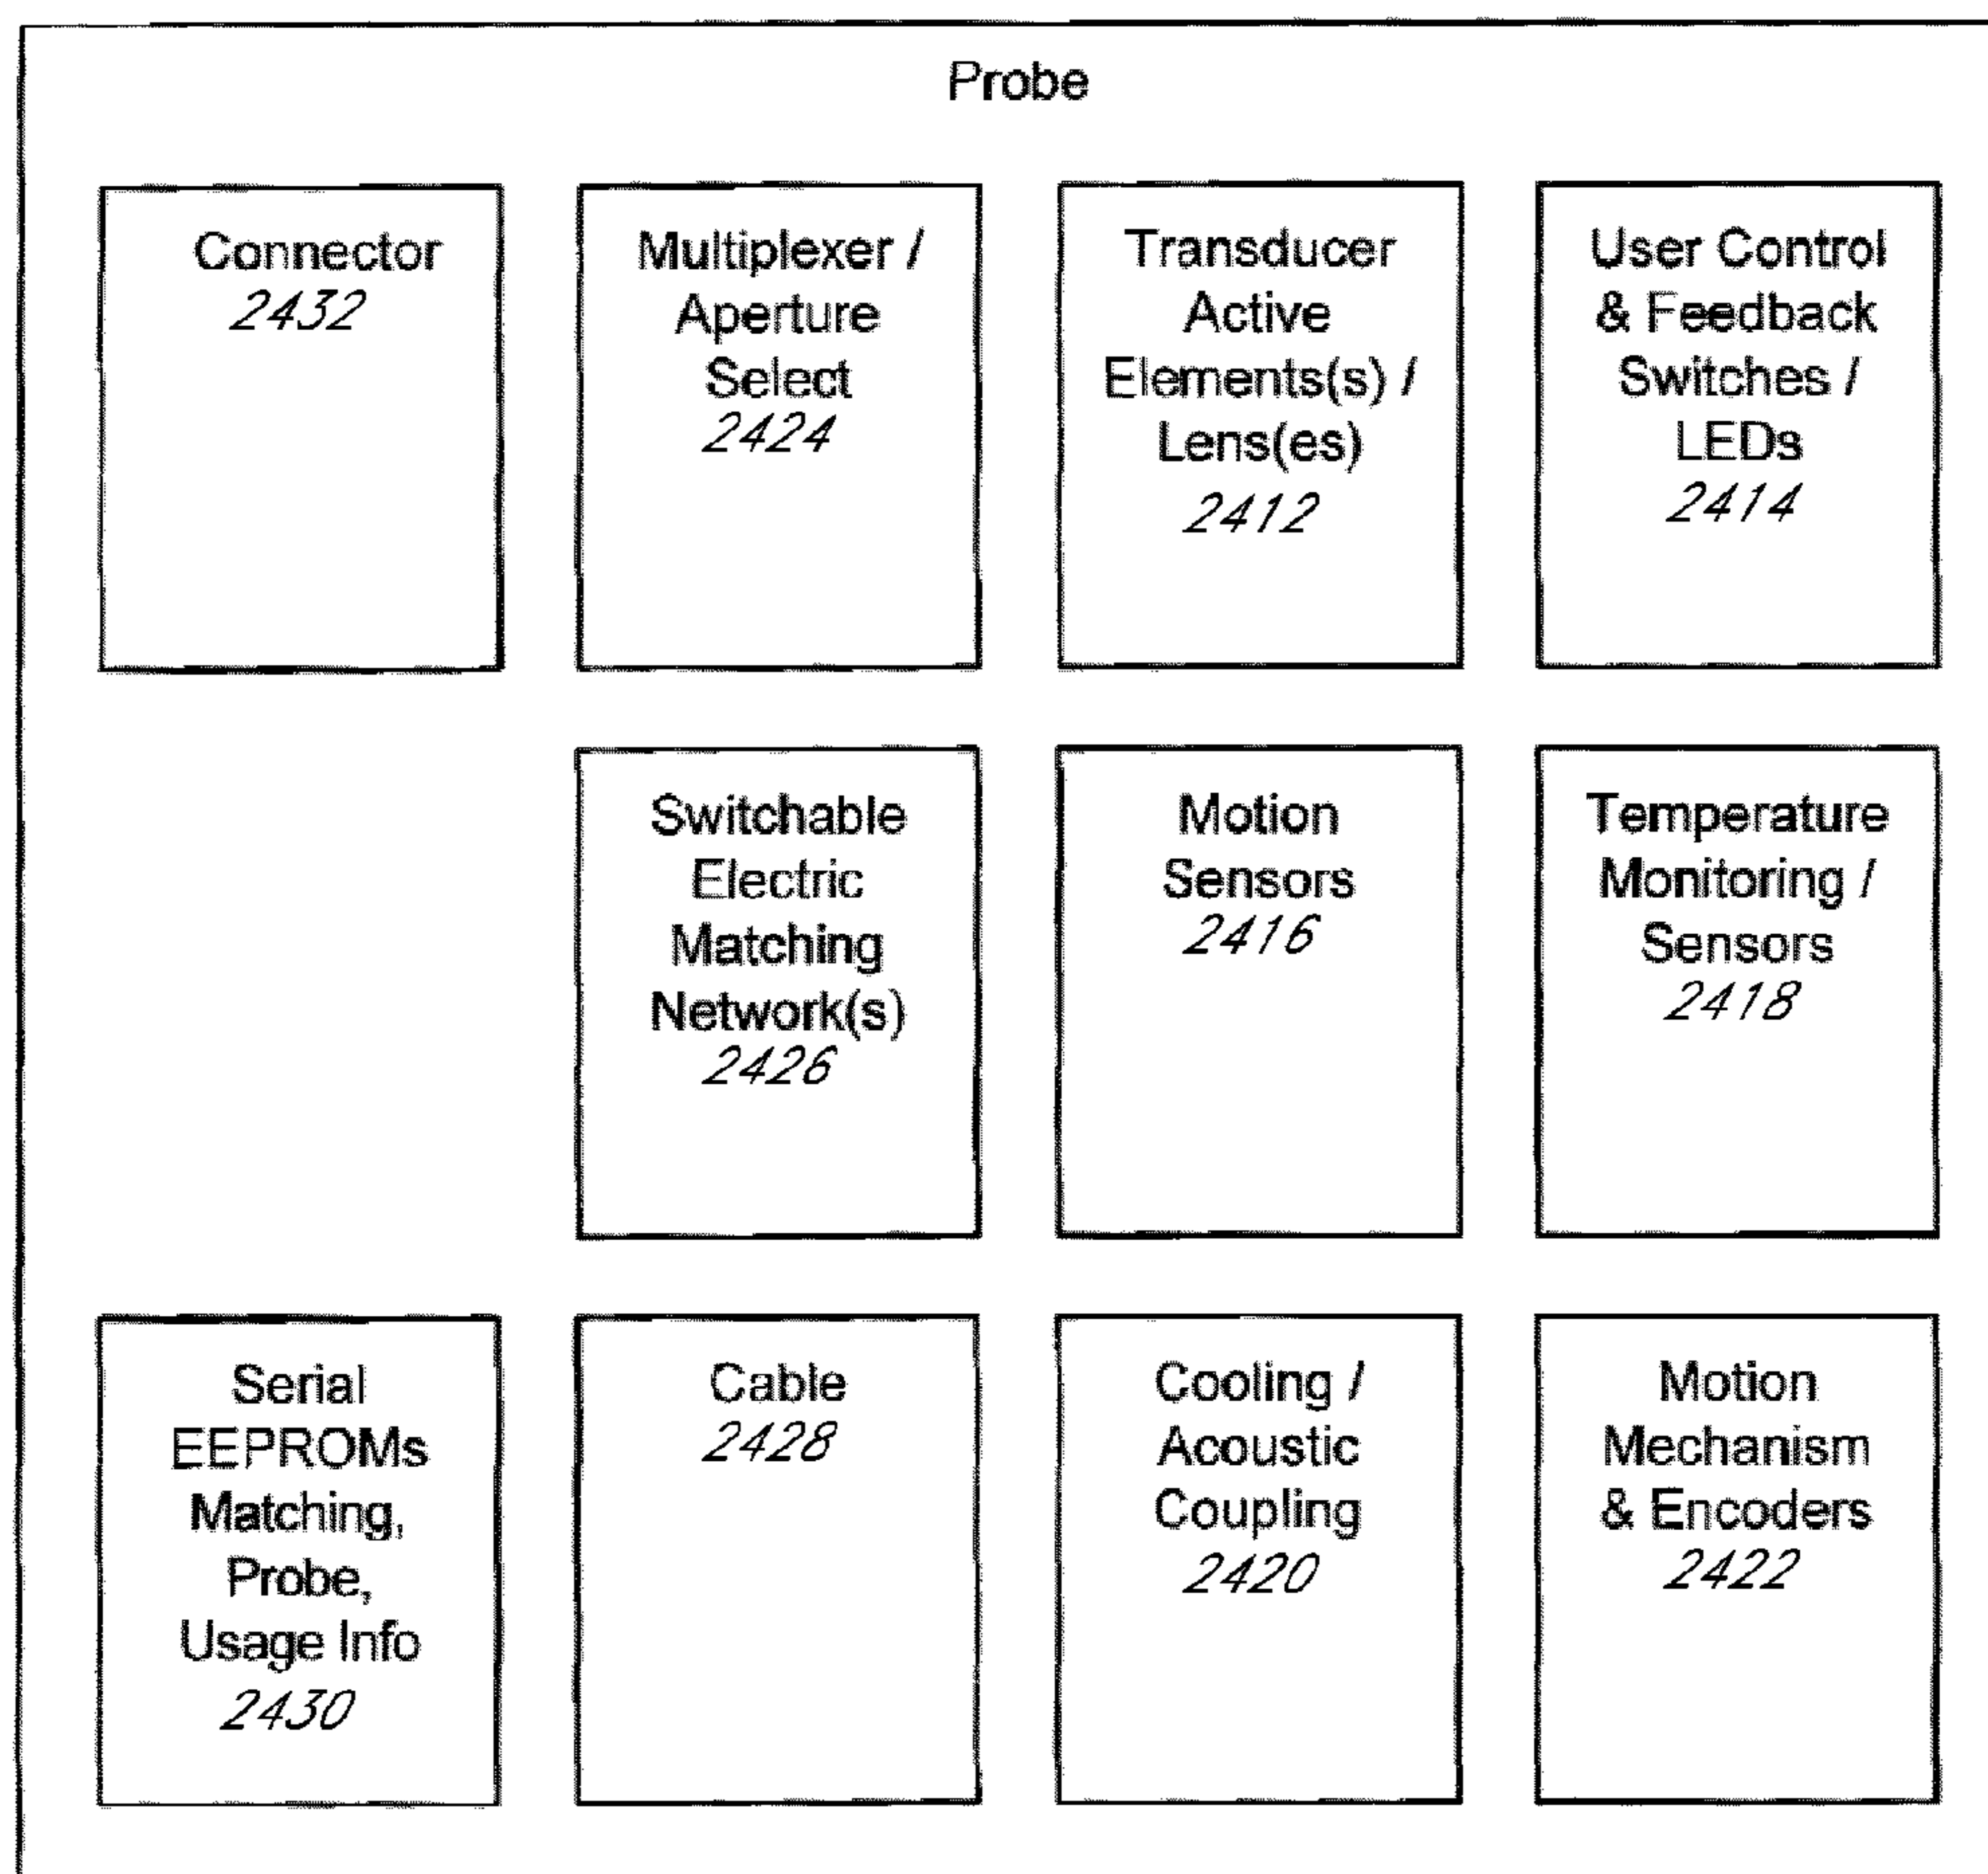 Probe
Connector
2432
Multiplexer /
Aperture
Select
2424
Transducer
Active
Elements(s) /
Lens(es)
2412
User Control
& Feedback
Switches /
LEDs
2414
Switchable
Electric
Matching
Network(s)
2426
Motion
Sensors
2416
Temperature
Monitoring /
Sensors
2418
Serial
EEPROMs
Matching,
Probe,
Usage Info
2430
Cable
2428
Cooling /
Acoustic
Coupling
2420
Motion
Mechanism
& Encoders
2422